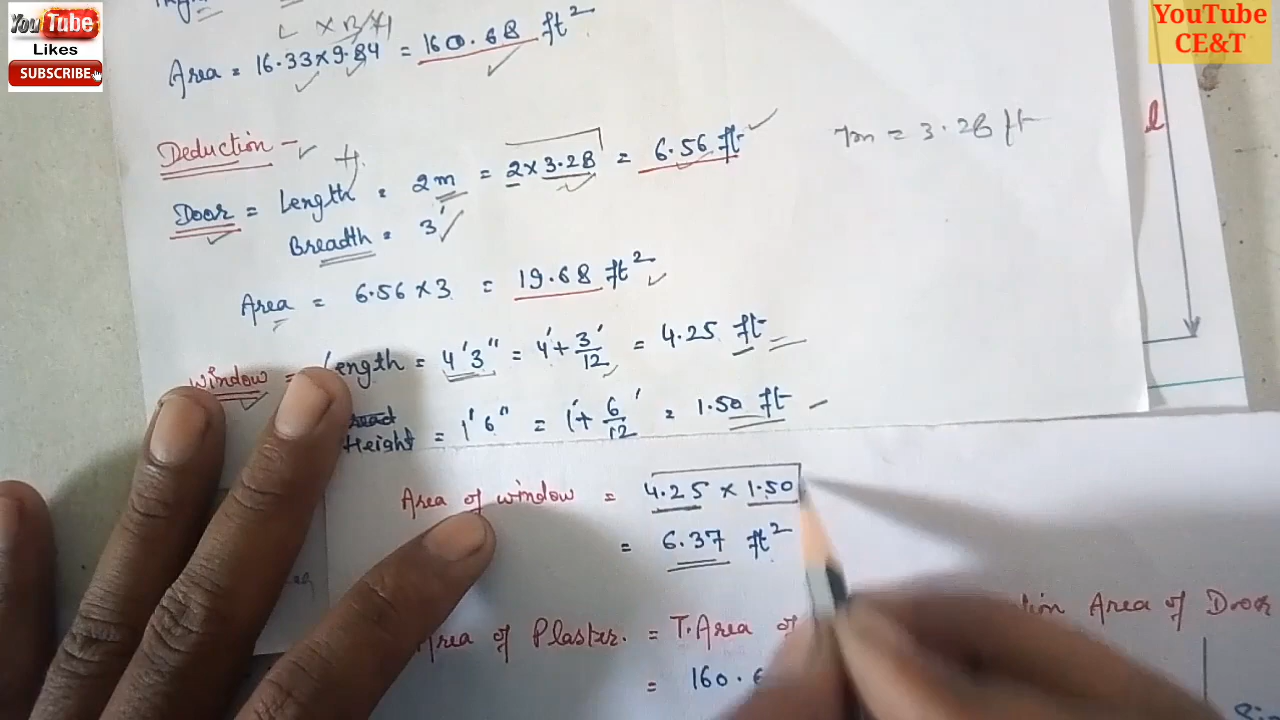 You Tube
Likes
SUBSCRIBE
YouTube
CE&T
L × B × H
Area = 16.33×9.84 = 160.68 ft²
Deduction -
H.
1m = 3.28 ft
l
Door = Length = 2m = 2×3.28 = 6.56 ft
Breadth = 3'
Area = 6.56 ×3 = 19.68 ft²
Window = Length = 4'3" = 4'+ 3'/12 = 4.25 ft
Height = 1'6" = 1'+ 6'/12 = 1.50 ft
Area of window = 4.25 × 1.50
= 6.37 ft²
Area of Plaster. = T.Area of Area of Door
= 160.6